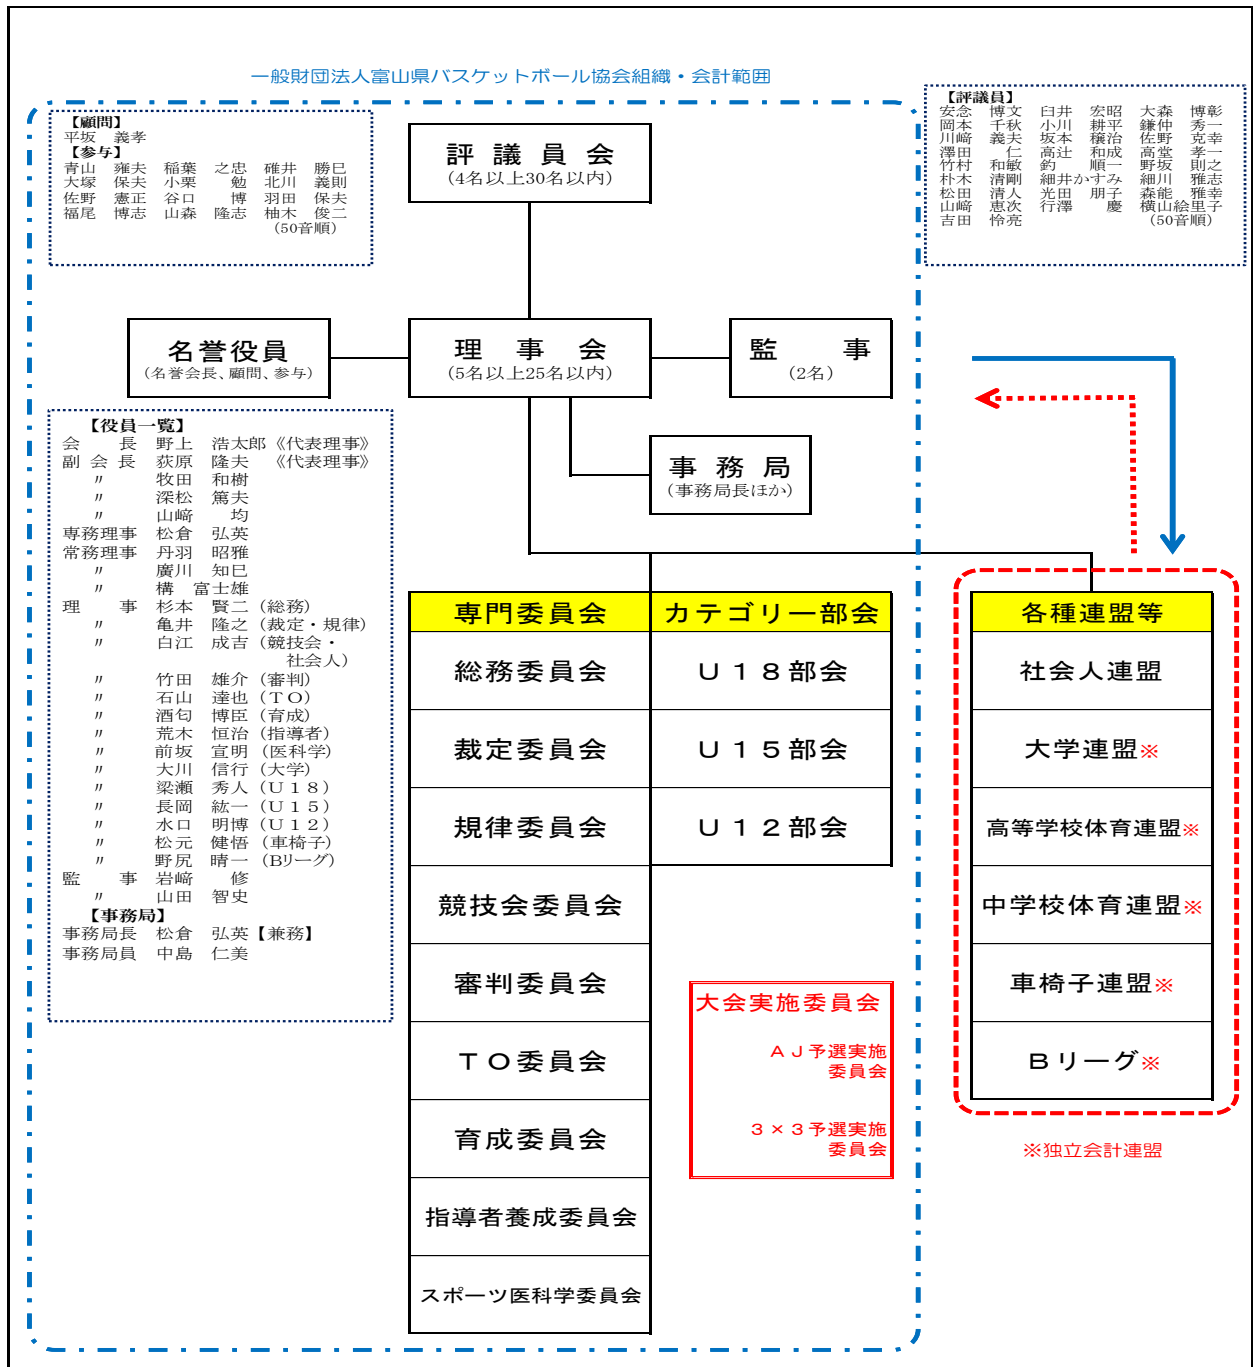 一般財団法人富山県バスケットボール協会組織・会計範囲
【顧問】
平坂　義孝
【参与】
青山　雍夫　稲葉　之忠　碓井　勝巳
大塚　保夫　小栗　　勉　北川　義則
佐野　憲正　谷口　　博　羽田　保夫
福尾　博志　山森　隆志　柚木　俊二
(50音順)
評議員会
(4名以上30名以内)
【評議員】
安念　博文　臼井　宏昭　大森　博彰
岡本　千秋　小川　耕平　鎌仲　秀一
川﨑　義夫　坂本　穣治　佐野　克幸
澤田　　仁　高辻　和成　高堂　孝一
竹村　和敏　釣　　順一　野坂　則之
朴木　清剛　細井かすみ　細川　雅志
松田　清人　光田　朋子　森能　雅幸
山﨑　恵次　行澤　　慶　横山絵里子
吉田　怜亮　(50音順)
名誉役員
(名誉会長、顧問、参与)
理　事　会
(5名以上25名以内)
監　　事
(2名)
事 務 局
(事務局長ほか)
【役員一覧】
会　　長　野上　浩太郎《代表理事》
副 会 長　萩原　隆夫　《代表理事》
〃　牧田　和樹
〃　深松　篤夫
〃　山﨑　　均
専務理事　松倉　弘英
常務理事　丹羽　昭雅
〃　廣川　知巳
〃　構　富士雄
理　　事　杉本　賢二(総務)
〃　亀井　隆之(裁定・規律)
〃　白江　成吉(競技会・
社会人)
〃　竹田　雄介(審判)
〃　石山　達也(TO)
〃　酒匂　博臣(育成)
〃　荒木　恒治(指導者)
〃　前坂　宣明(医科学)
〃　大川　信行(大学)
〃　梁瀬　秀人(U18)
〃　長岡　紘一(U15)
〃　水口　明博(U12)
〃　松元　健悟(車椅子)
〃　野尻　晴一(Bリーグ)
監　　事　岩﨑　　修
〃　山田　智史
【事務局】
事務局長　松倉　弘英【兼務】
事務局員　中島　仁美
専門委員会
総務委員会
裁定委員会
規律委員会
競技会委員会
審判委員会
TO委員会
育成委員会
指導者養成委員会
スポーツ医科学委員会
カテゴリー部会
U18部会
U15部会
U12部会
大会実施委員会
AJ予選実施
委員会
3×3予選実施
委員会
各種連盟等
社会人連盟
大学連盟※
高等学校体育連盟※
中学校体育連盟※
車椅子連盟※
Bリーグ※
※独立会計連盟